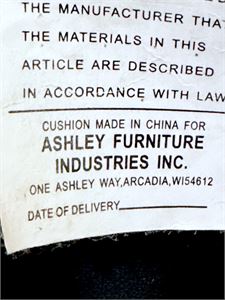 THE MANUFACTURER THA
THE MATERIALS IN THIS
ARTICLE ARE DESCRIBED
IN ACCORDANCE WITH LAW
CUSHION MADE IN CHINA FOR
ASHLEY FURNITURE
INDUSTRIES INC.
ONE ASHLEY WAY,ARCADIA,WI54612
DATE OF DELIVERY